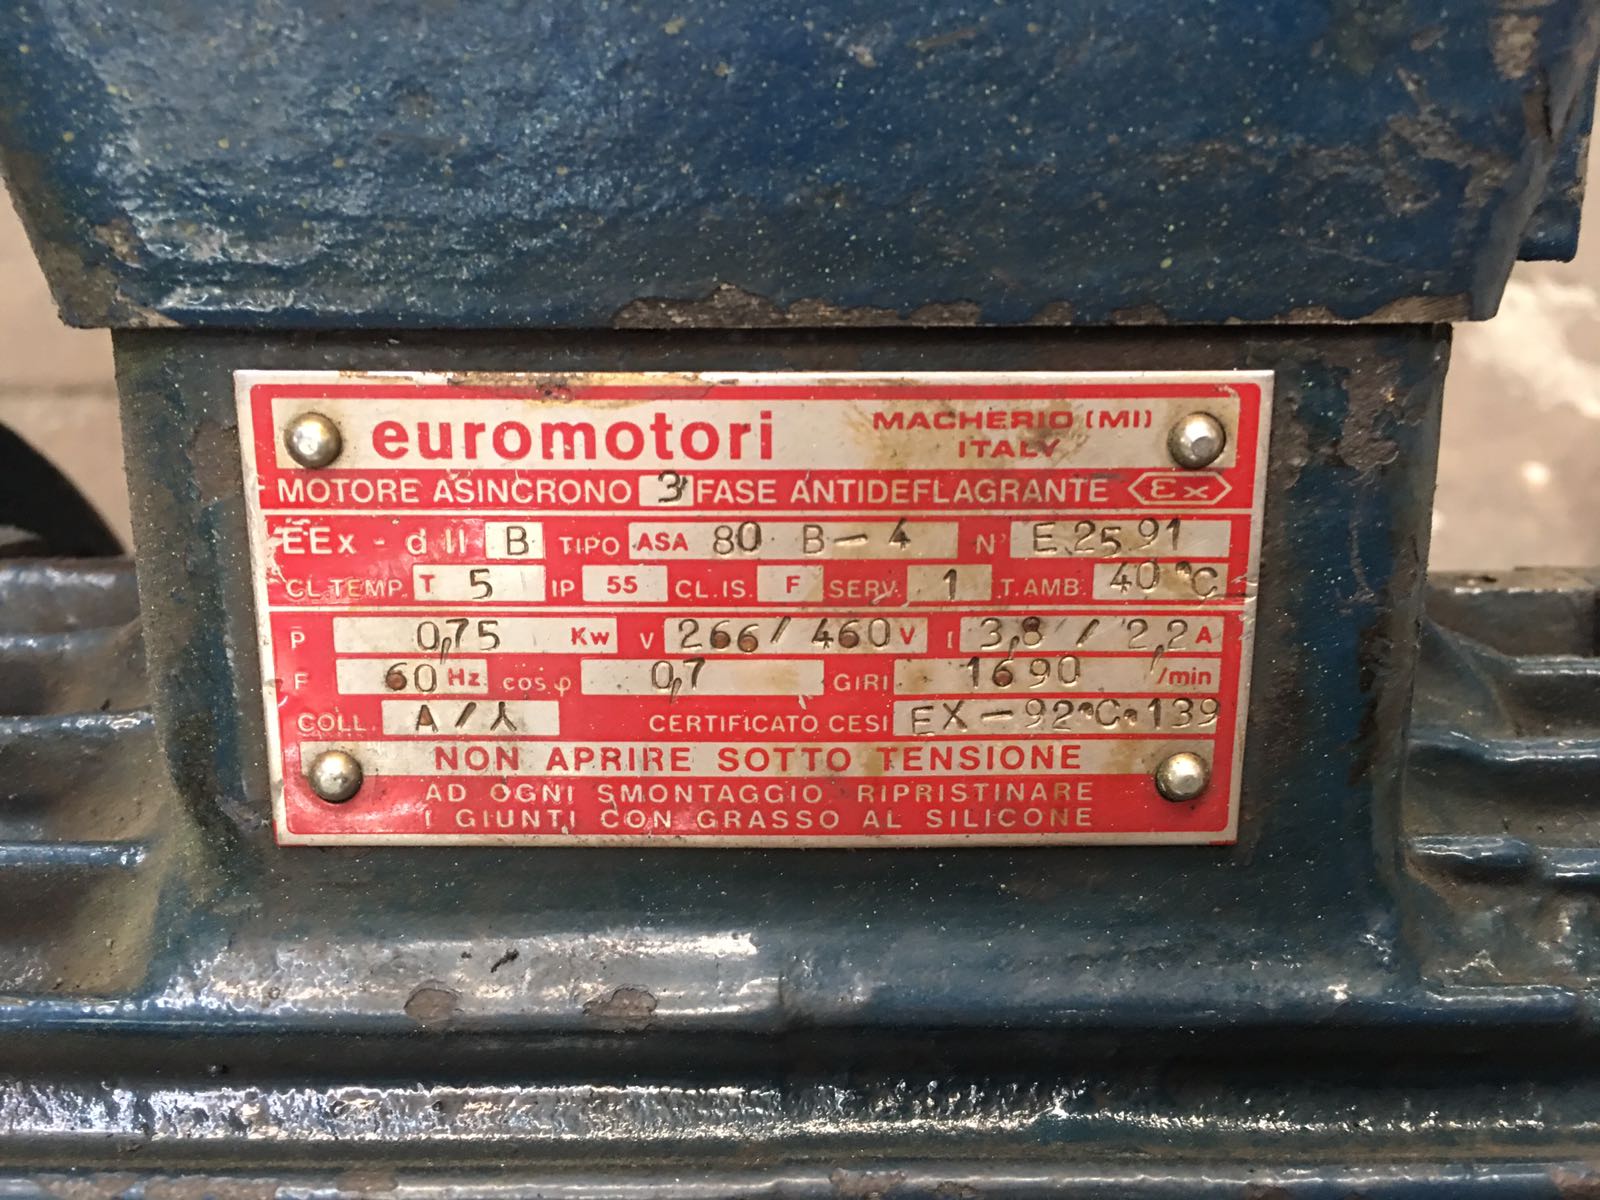 euromotori MACHERIO (MI)
ITALY
MOTORE ASINCRONO 3 FASE ANTIDEFLAGRANTE Ex
EEx - d II B TIPO ASA 80 B-4 N° E 2591
CL TEMP. T 5 IP 55 CL.IS. F SERV. 1 T. AMB. 40 °C
P 0,75 Kw V 266/460 V I 3,8 / 2,2 A
F 60 Hz cos φ 0,7 GIRI 1690 /min
COLL. Δ/⅄ CERTIFICATO CESI EX-92.C.139
NON APRIRE SOTTO TENSIONE
AD OGNI SMONTAGGIO RIPRISTINARE
I GIUNTI CON GRASSO AL SILICONE